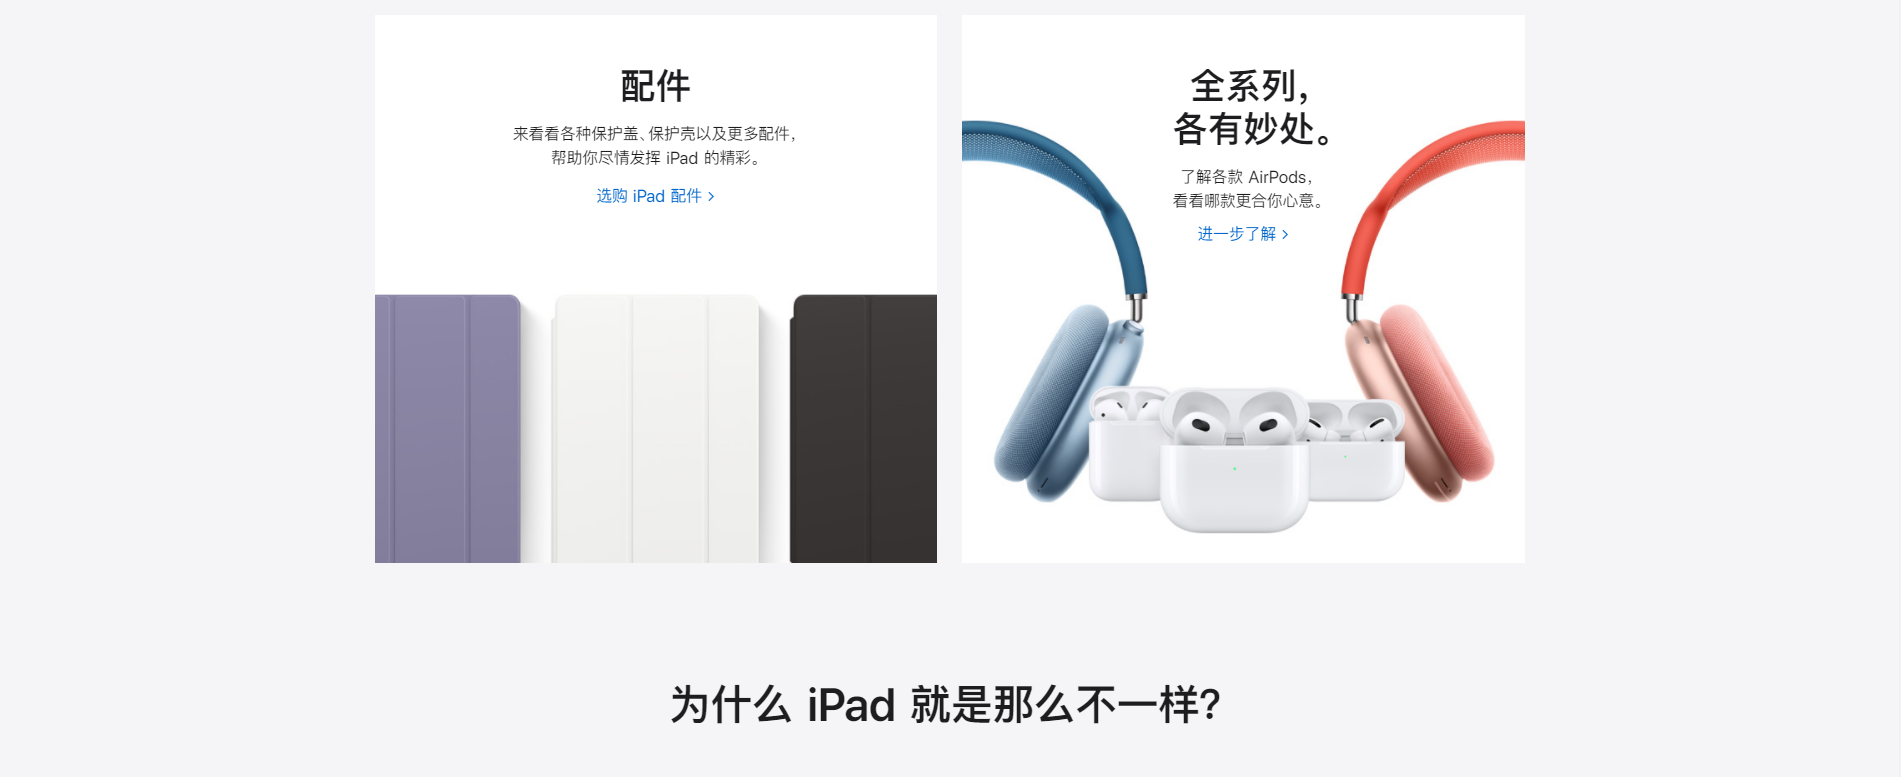 配件
来看看各种保护盖、保护壳以及更多配件，
帮助你尽情发挥 iPad 的精彩。
选购 iPad 配件 >
全系列，
各有妙处。
了解各款 AirPods，
看看哪款更合你心意。
进一步了解 >
为什么 iPad 就是那么不一样？